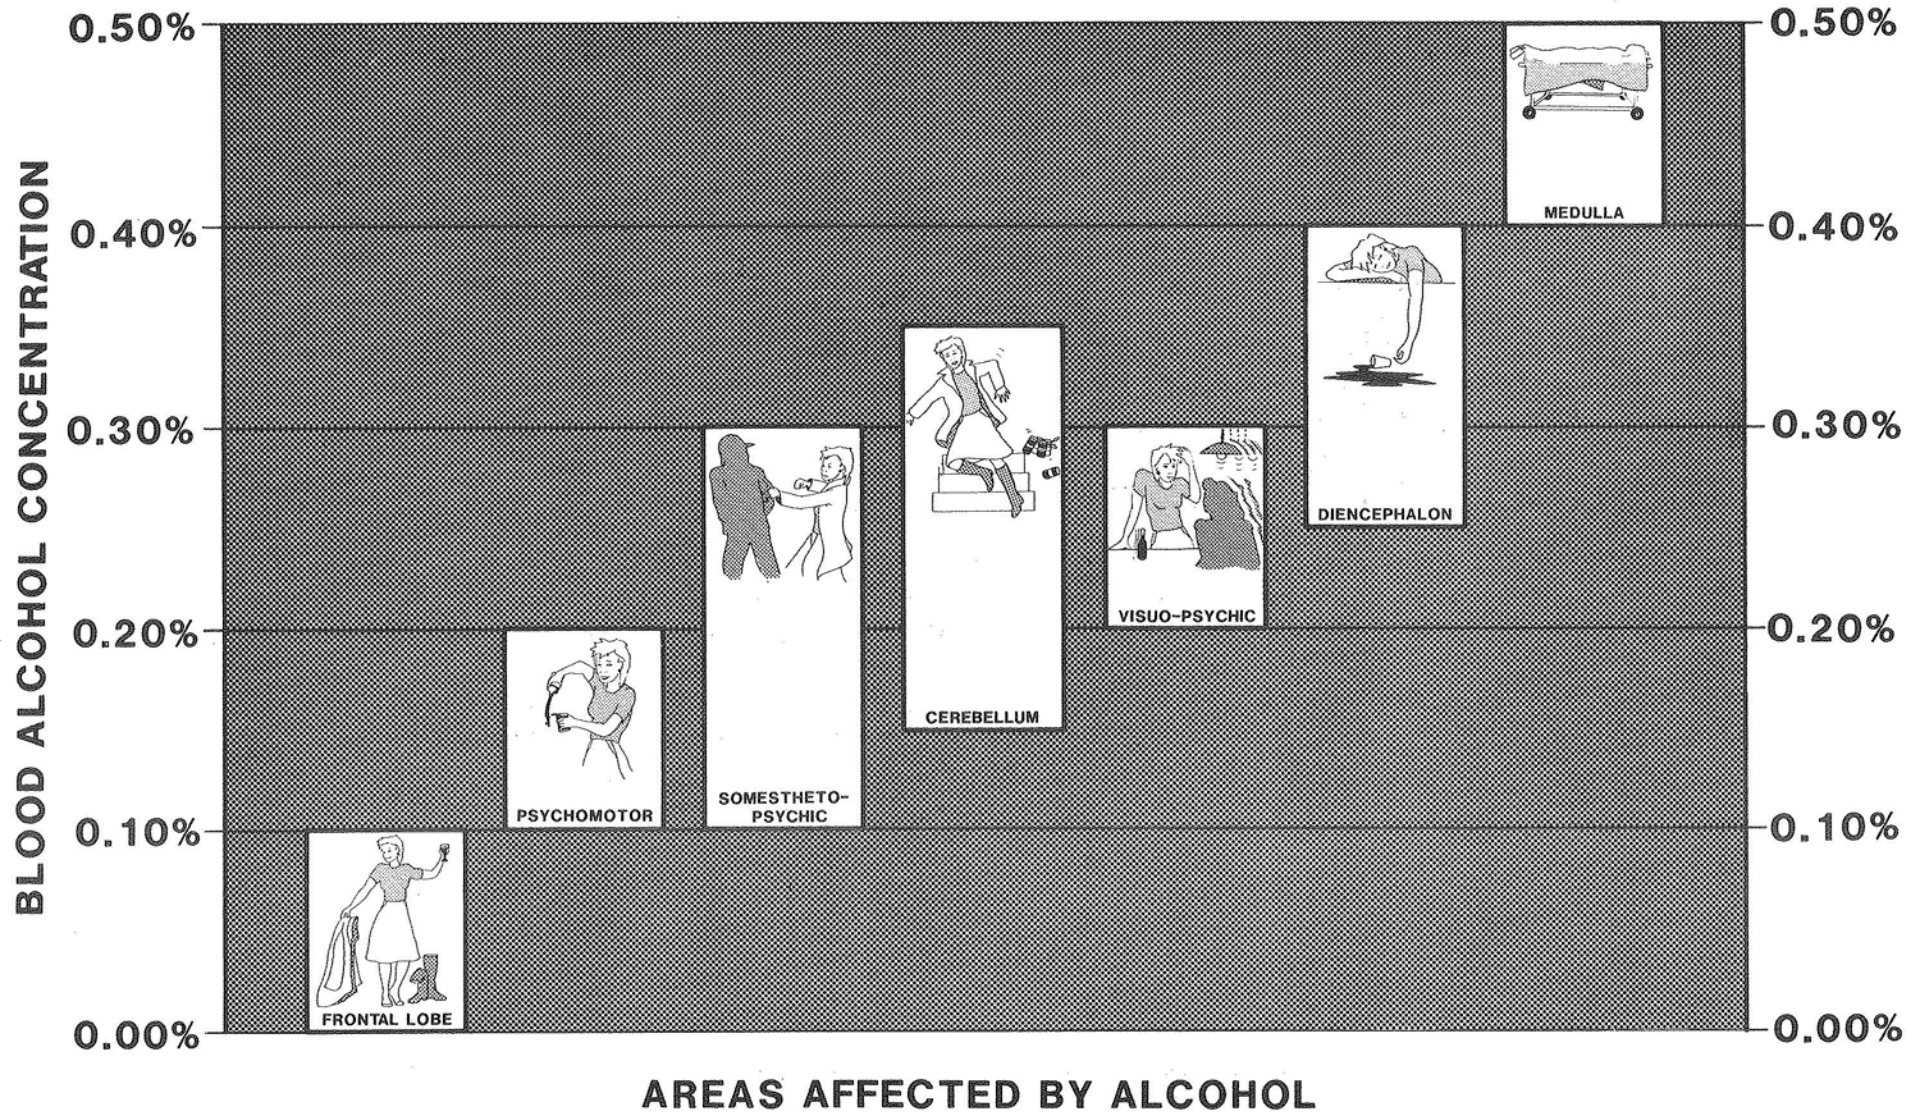 0.50%
0.40%
0.30%
0.20%
0.10%
0.00%
BLOOD ALCOHOL CONCENTRATION
FRONTAL LOBE
PSYCHOMOTOR
SOMESTHETO-
PSYCHIC
CEREBELLUM
VISUO-PSYCHIC
DIENCEPHALON
MEDULLA
0.50%
0.40%
0.30%
0.20%
0.10%
0.00%
AREAS AFFECTED BY ALCOHOL